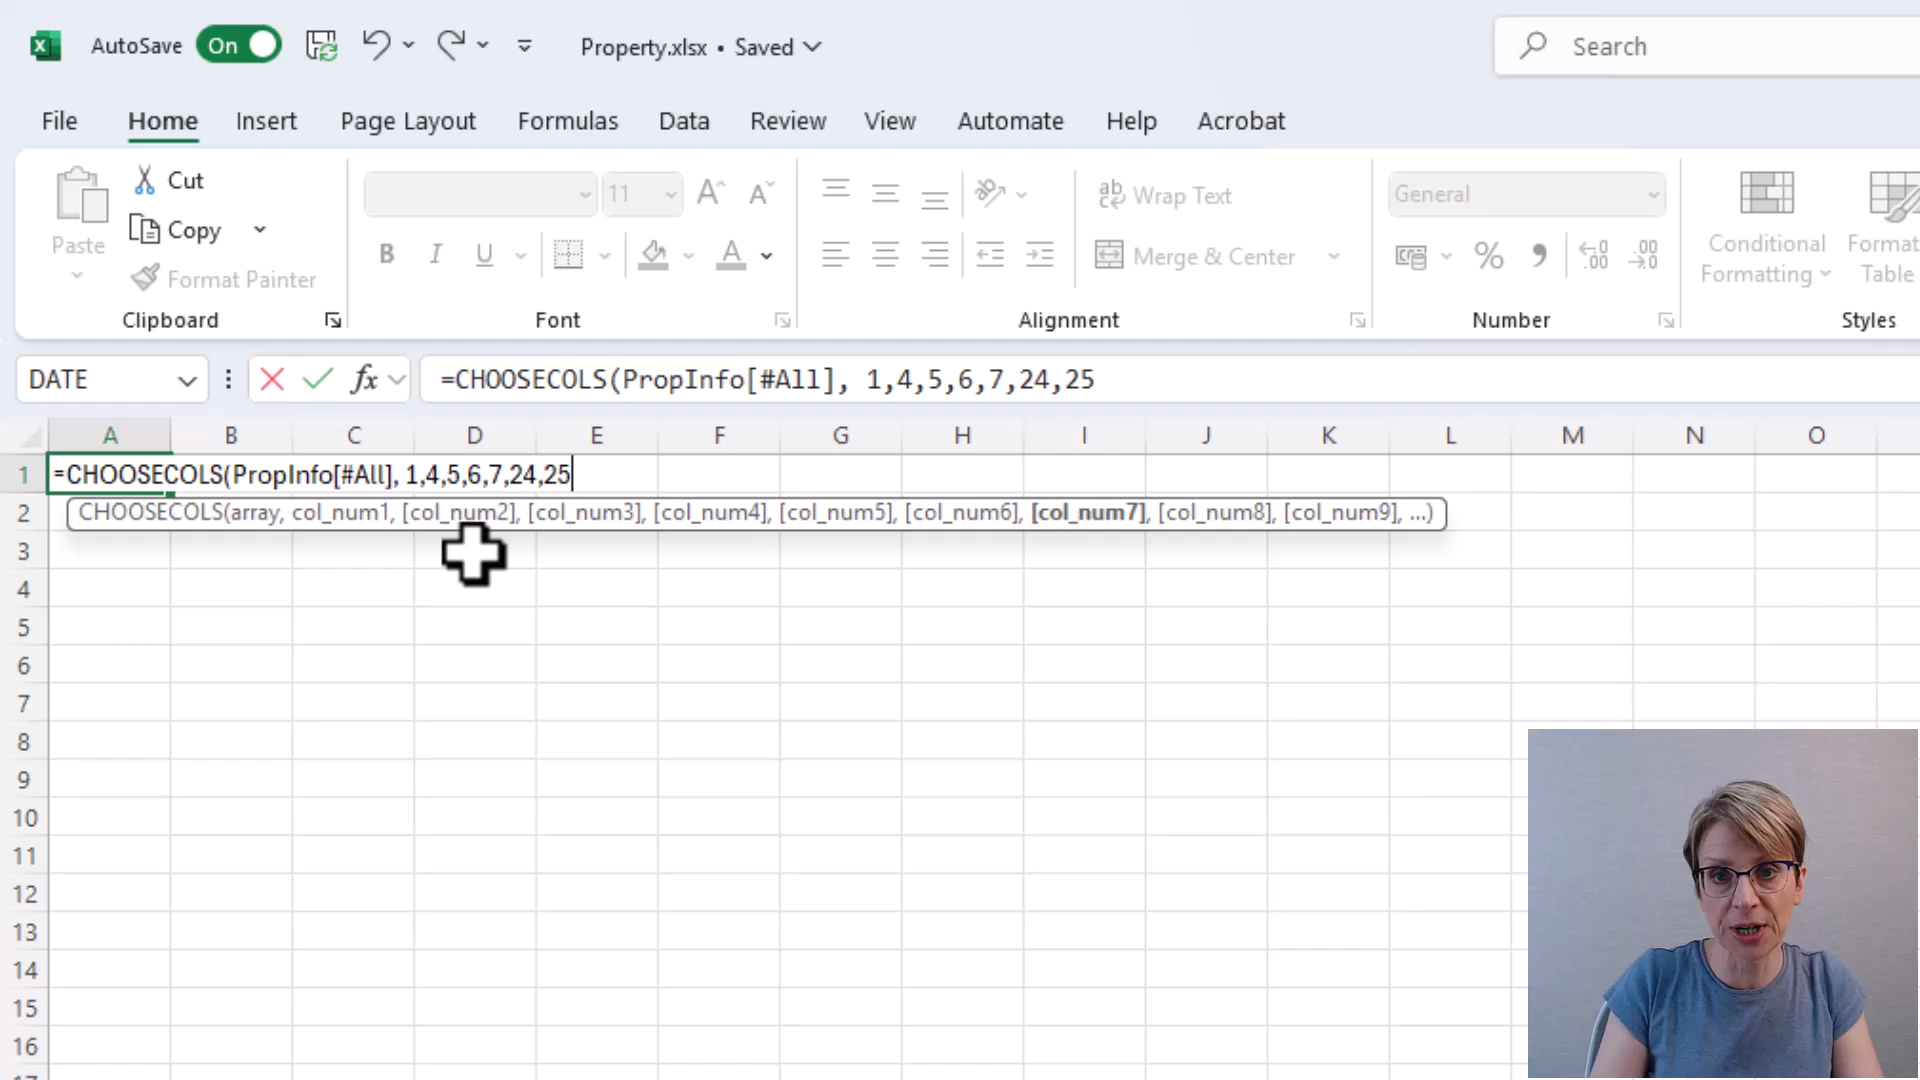 AutoSave On Property.xlsx • Saved Search
File Home Insert Page Layout Formulas Data Review View Automate Help Acrobat
Paste Cut Copy Format Painter
Clipboard
11 B I U A
Font
Wrap Text
Merge & Center
Alignment
General
%
Number
Conditional Formatting
Format Table
Styles
DATE fx =CHOOSECOLS(PropInfo[#All], 1,4,5,6,7,24,25
A B C D E F G H I J K L M N O
1 =CHOOSECOLS(PropInfo[#All], 1,4,5,6,7,24,25
2 CHOOSECOLS(array, col_num1, [col_num2], [col_num3], [col_num4], [col_num5], [col_num6], [col_num7], [col_num8], [col_num9], ...)
3
4
5
6
7
8
9
10
11
12
13
14
15
16